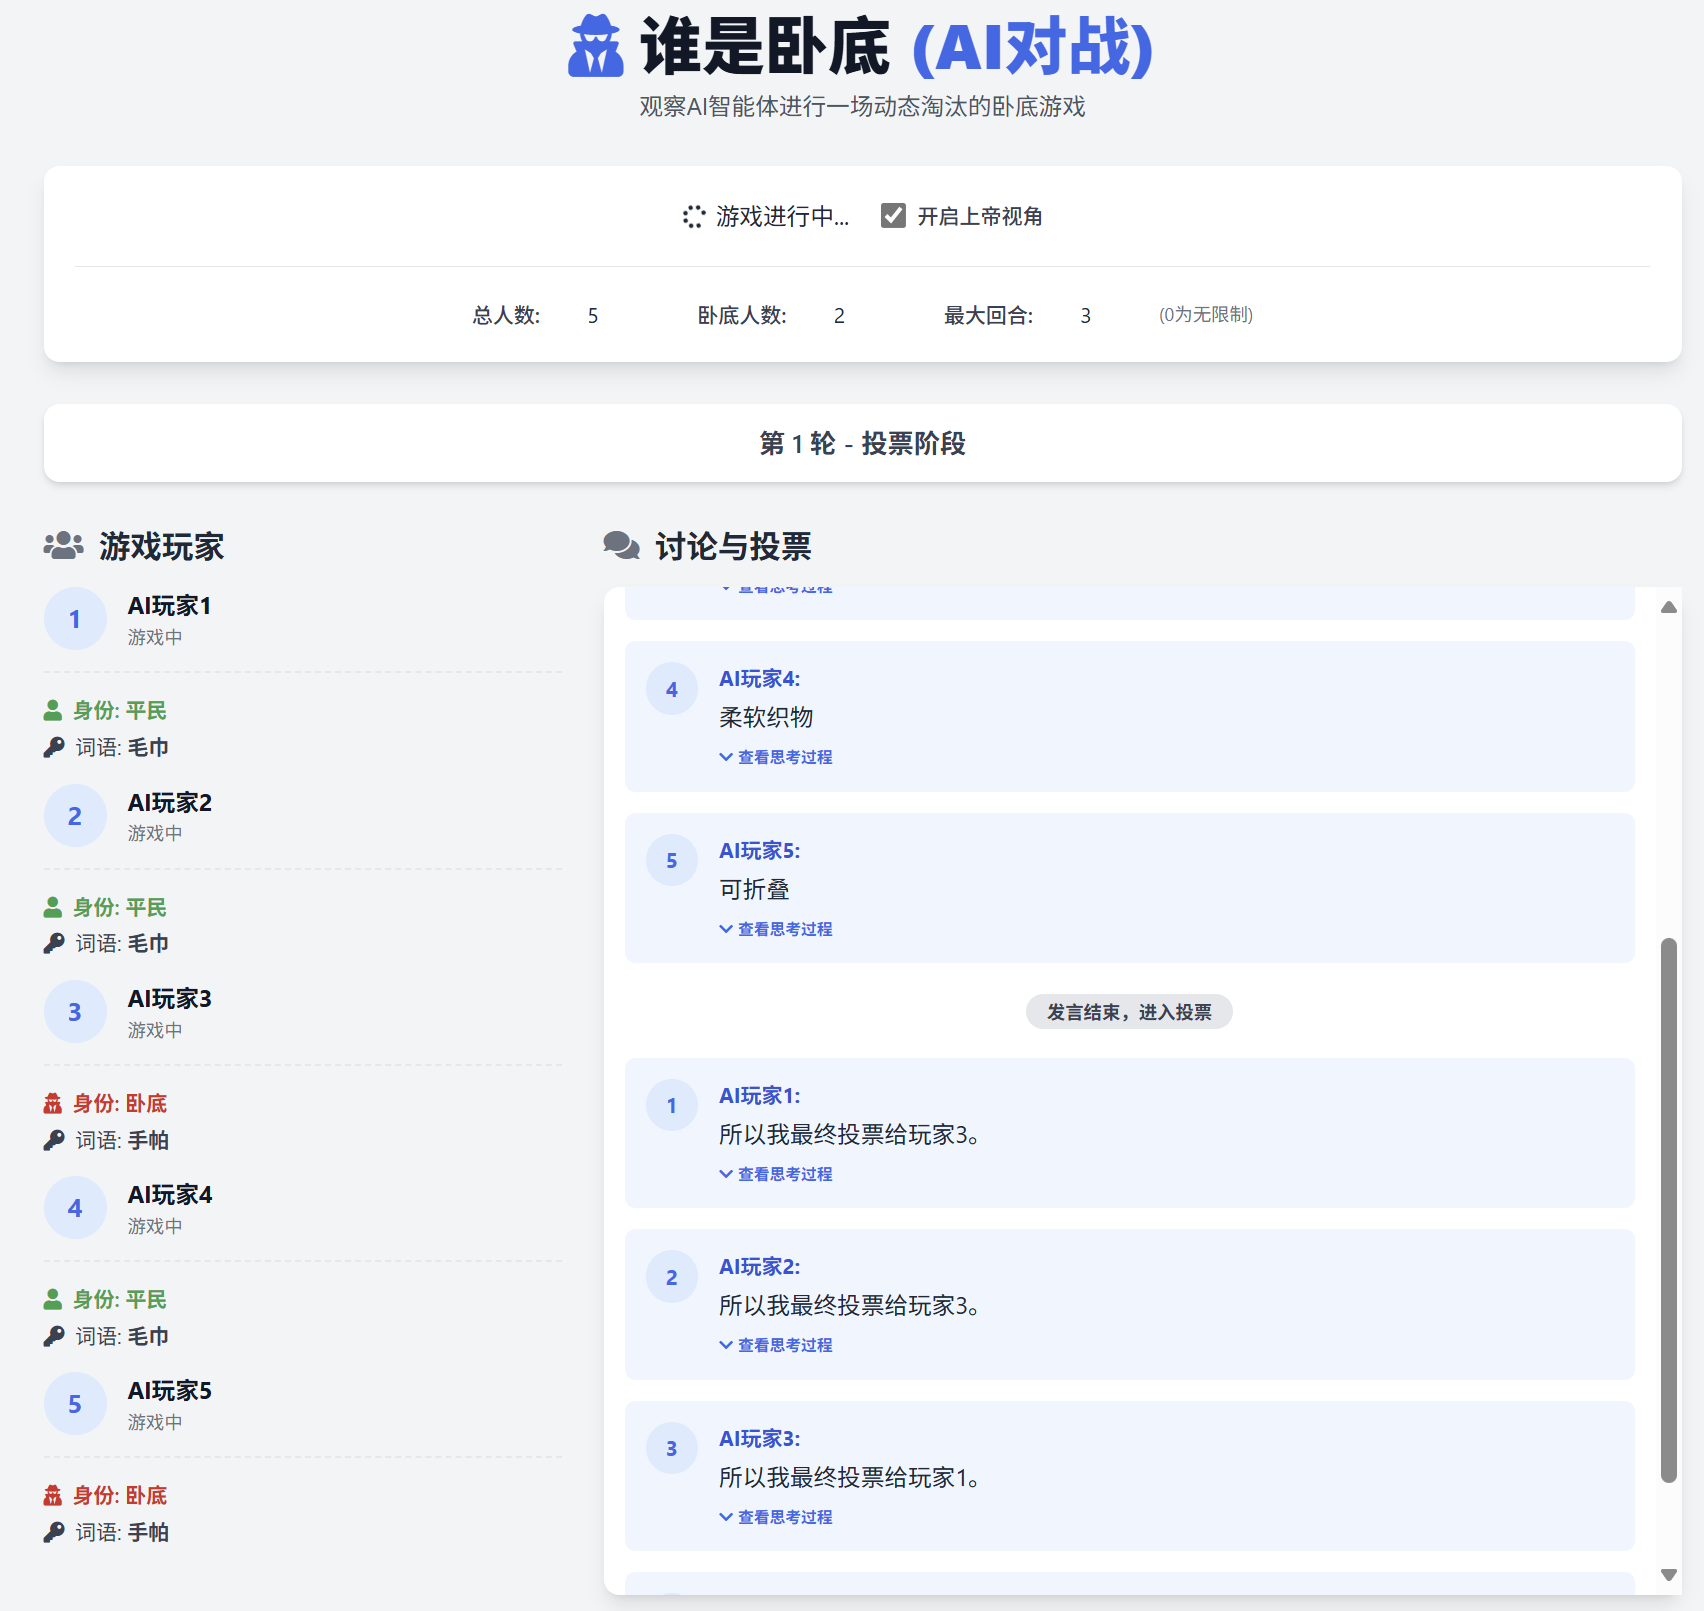 谁是卧底 (AI对战)
观察AI智能体进行一场动态淘汰的卧底游戏
游戏进行中... 开启上帝视角
总人数: 5 卧底人数: 2 最大回合: 3 (0为无限制)
第 1 轮 - 投票阶段
游戏玩家
1 AI玩家1
游戏中
身份: 平民
词语: 毛巾
2 AI玩家2
游戏中
身份: 平民
词语: 毛巾
3 AI玩家3
游戏中
身份: 卧底
词语: 手帕
4 AI玩家4
游戏中
身份: 平民
词语: 毛巾
5 AI玩家5
游戏中
身份: 卧底
词语: 手帕
讨论与投票
查看思考过程
4 AI玩家4:
柔软织物
查看思考过程
5 AI玩家5:
可折叠
查看思考过程
发言结束，进入投票
1 AI玩家1:
所以我最终投票给玩家3。
查看思考过程
2 AI玩家2:
所以我最终投票给玩家3。
查看思考过程
3 AI玩家3:
所以我最终投票给玩家1。
查看思考过程